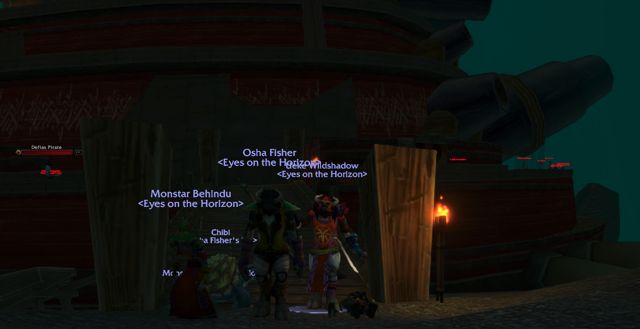 Defias Pirate
Osha Fisher
<Eyes on the Horizon>
Wildshadow
<Eyes on the Horizon>
Monstar Behindu
<Eyes on the Horizon>
Chibi
Fisher's